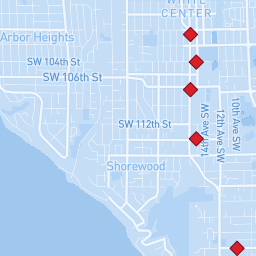 WHITE
CENTER
Arbor Heights
SW 104th St
SW 106th St
SW 112th St
14th Ave SW
12th Ave SW
10th Ave SW
Shorewood